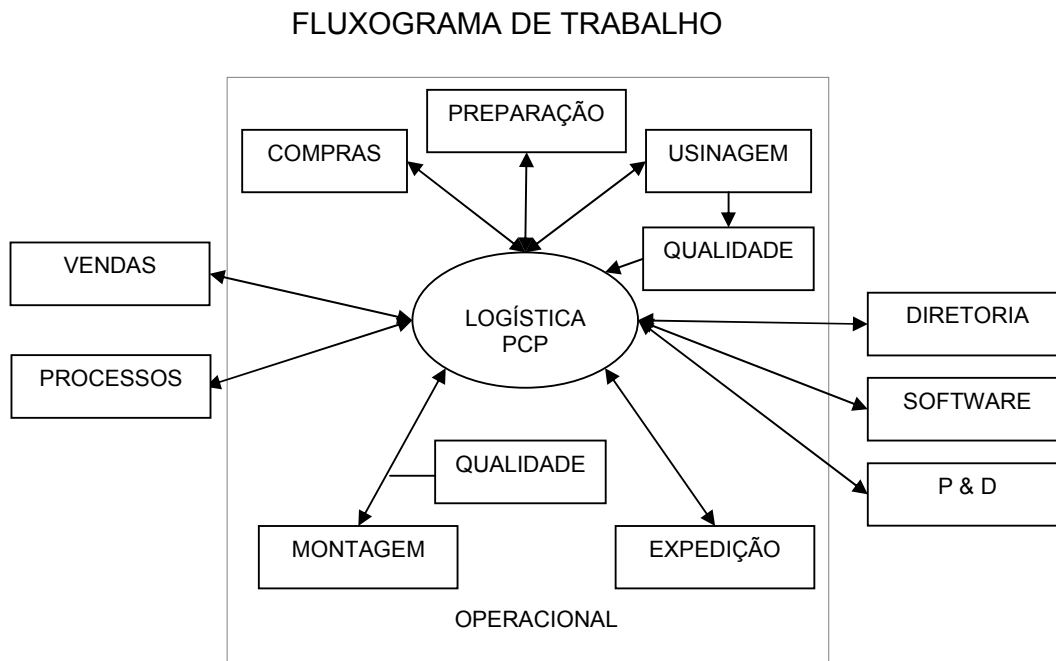 FLUXOGRAMA DE TRABALHO
PREPARAÇÃO
COMPRAS
USINAGEM
QUALIDADE
VENDAS
LOGÍSTICA
PCP
DIRETORIA
PROCESSOS
SOFTWARE
QUALIDADE
P & D
MONTAGEM
EXPEDIÇÃO
OPERACIONAL